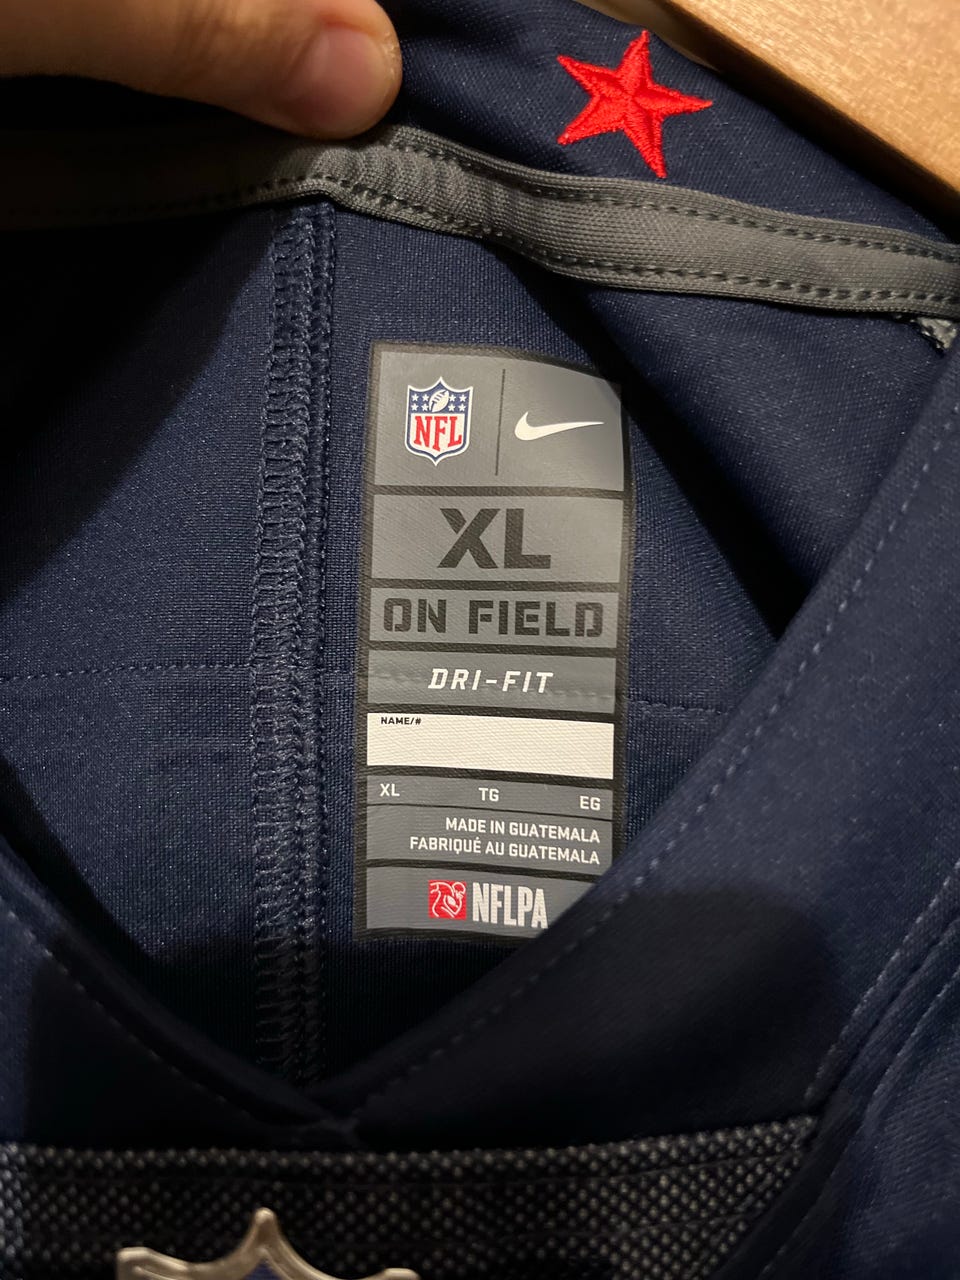 NFL
XL
ON FIELD
DRI-FIT
NAME/#
XL TG EG
MADE IN GUATEMALA
FABRIQUÉ AU GUATEMALA
NFLPA